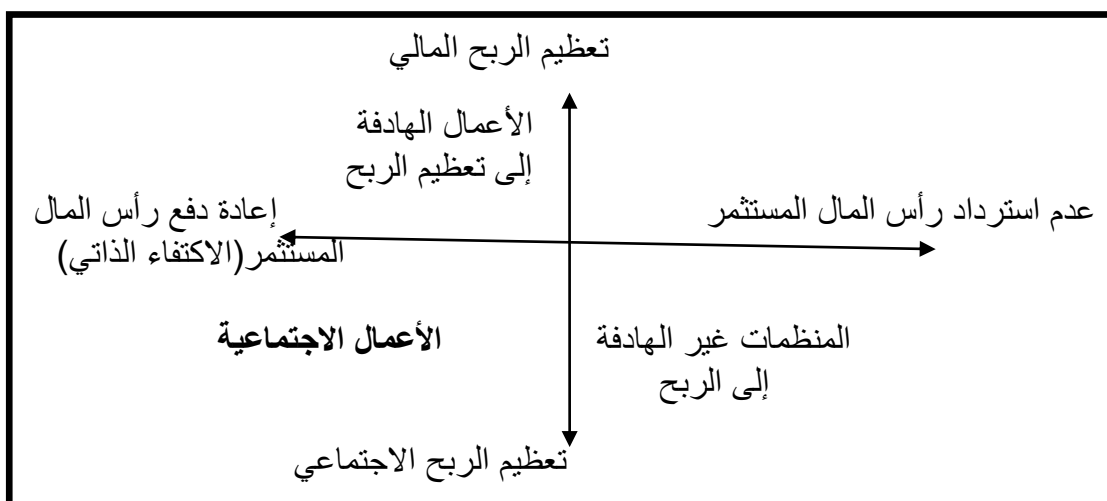 تعظيم الربح المالي
الأعمال الهادفة
إلى تعظيم الربح
عدم استرداد رأس المال المستثمر
إعادة دفع رأس المال
المستثمر(الاكتفاء الذاتي)
المنظمات غير الهادفة
إلى الربح
الأعمال الاجتماعية
تعظيم الربح الاجتماعي